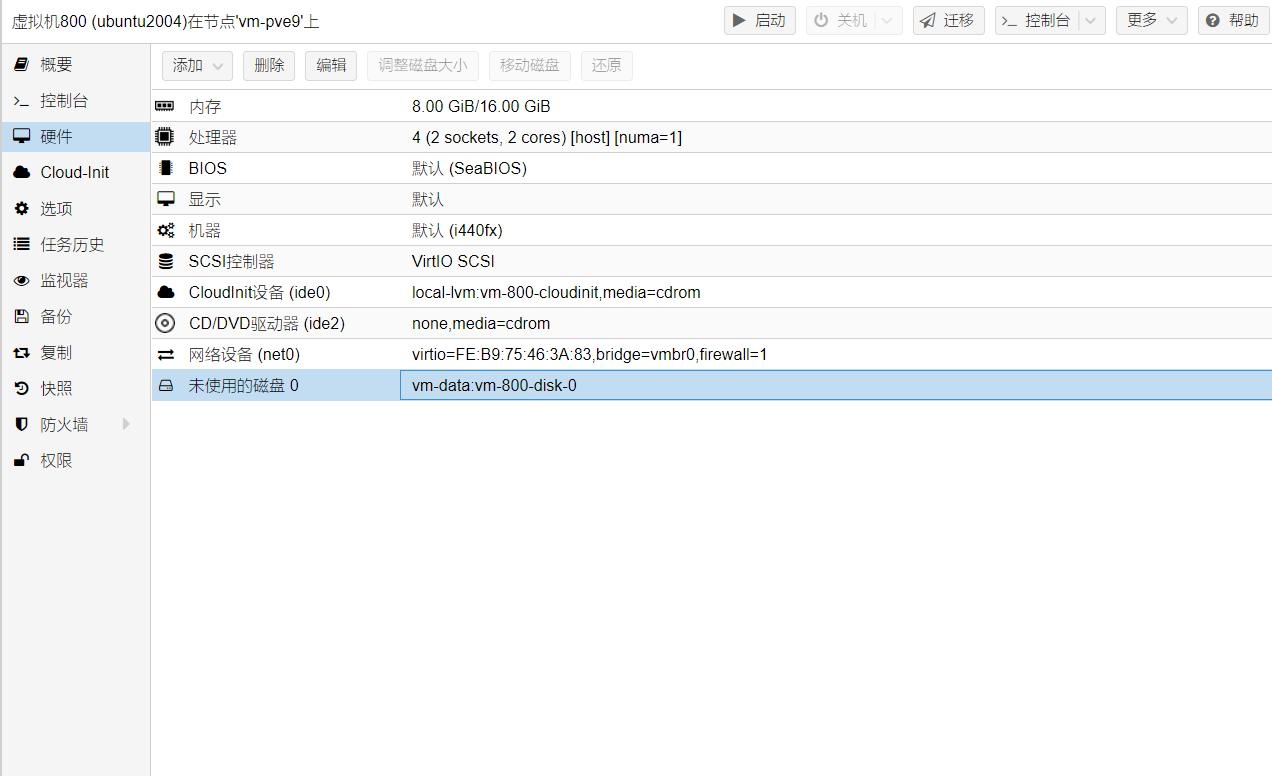 虚拟机800 (ubuntu2004)在节点'vm-pve9'上 启动 关机 迁移 控制台 更多 帮助
概要
控制台
硬件
Cloud-Init
选项
任务历史
监视器
备份
复制
快照
防火墙
权限
添加 删除 编辑 调整磁盘大小 移动磁盘 还原
内存 8.00 GiB/16.00 GiB
处理器 4 (2 sockets, 2 cores) [host] [numa=1]
BIOS 默认 (SeaBIOS)
显示 默认
机器 默认 (i440fx)
SCSI控制器 VirtIO SCSI
CloudInit设备 (ide0) local-lvm:vm-800-cloudinit,media=cdrom
CD/DVD驱动器 (ide2) none,media=cdrom
网络设备 (net0) virtio=FE:B9:75:46:3A:83,bridge=vmbr0,firewall=1
未使用的磁盘 0 vm-data:vm-800-disk-0